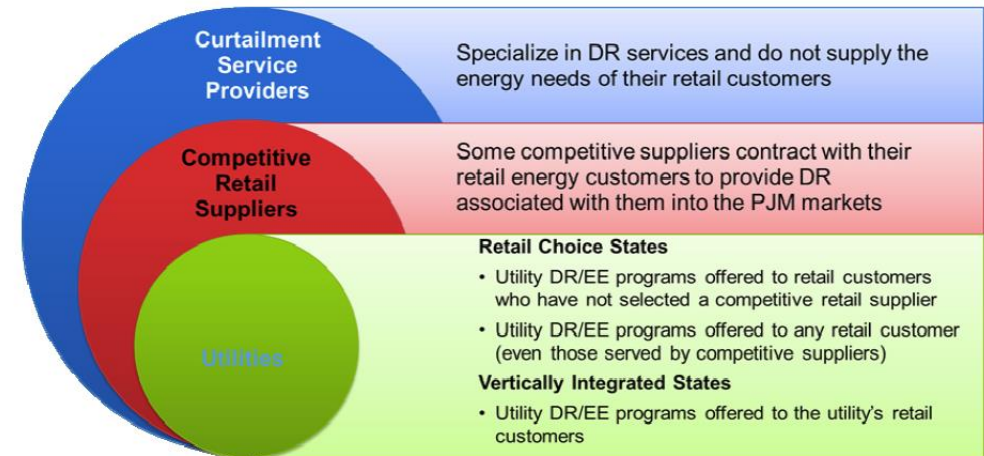 Curtailment
Service
Providers
Specialize in DR services and do not supply the
energy needs of their retail customers
Competitive
Retail
Suppliers
Some competitive suppliers contract with their
retail energy customers to provide DR
associated with them into the PJM markets
Utilities
Retail Choice States
• Utility DR/EE programs offered to retail customers
who have not selected a competitive retail supplier
• Utility DR/EE programs offered to any retail customer
(even those served by competitive suppliers)
Vertically Integrated States
• Utility DR/EE programs offered to the utility's retail
customers